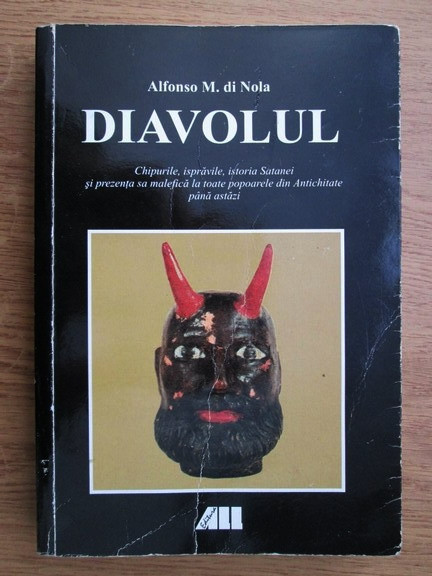 Alfonso M. di Nola
DIAVOLUL
Chipurile, isprăvile, istoria Satanei
și prezența sa malefică la toate popoarele din Antichitate
până astăzi
Editura
ALL